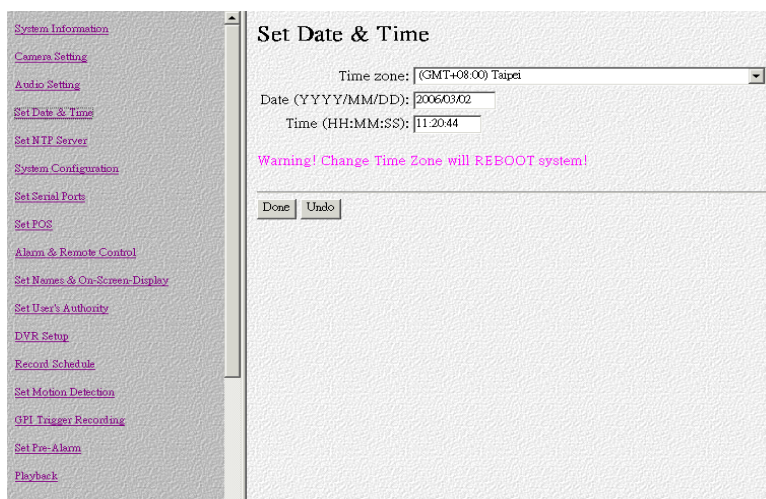 System Information
Camera Setting
Audio Setting
Set Date & Time
Set NTP Server
System Configuration
Set Serial Ports
Set POS
Alarm & Remote Control
Set Names & On-Screen-Display
Set User's Authority
DVR Setup
Record Schedule
Set Motion Detection
GPI Trigger Recording
Set Pre-Alarm
Playback
Set Date & Time
Time zone: (GMT+08:00) Taipei
Date (YYYY/MM/DD): 2006/03/02
Time (HH:MM:SS): 11:20:44
Warning! Change Time Zone will REBOOT system!
Done Undo